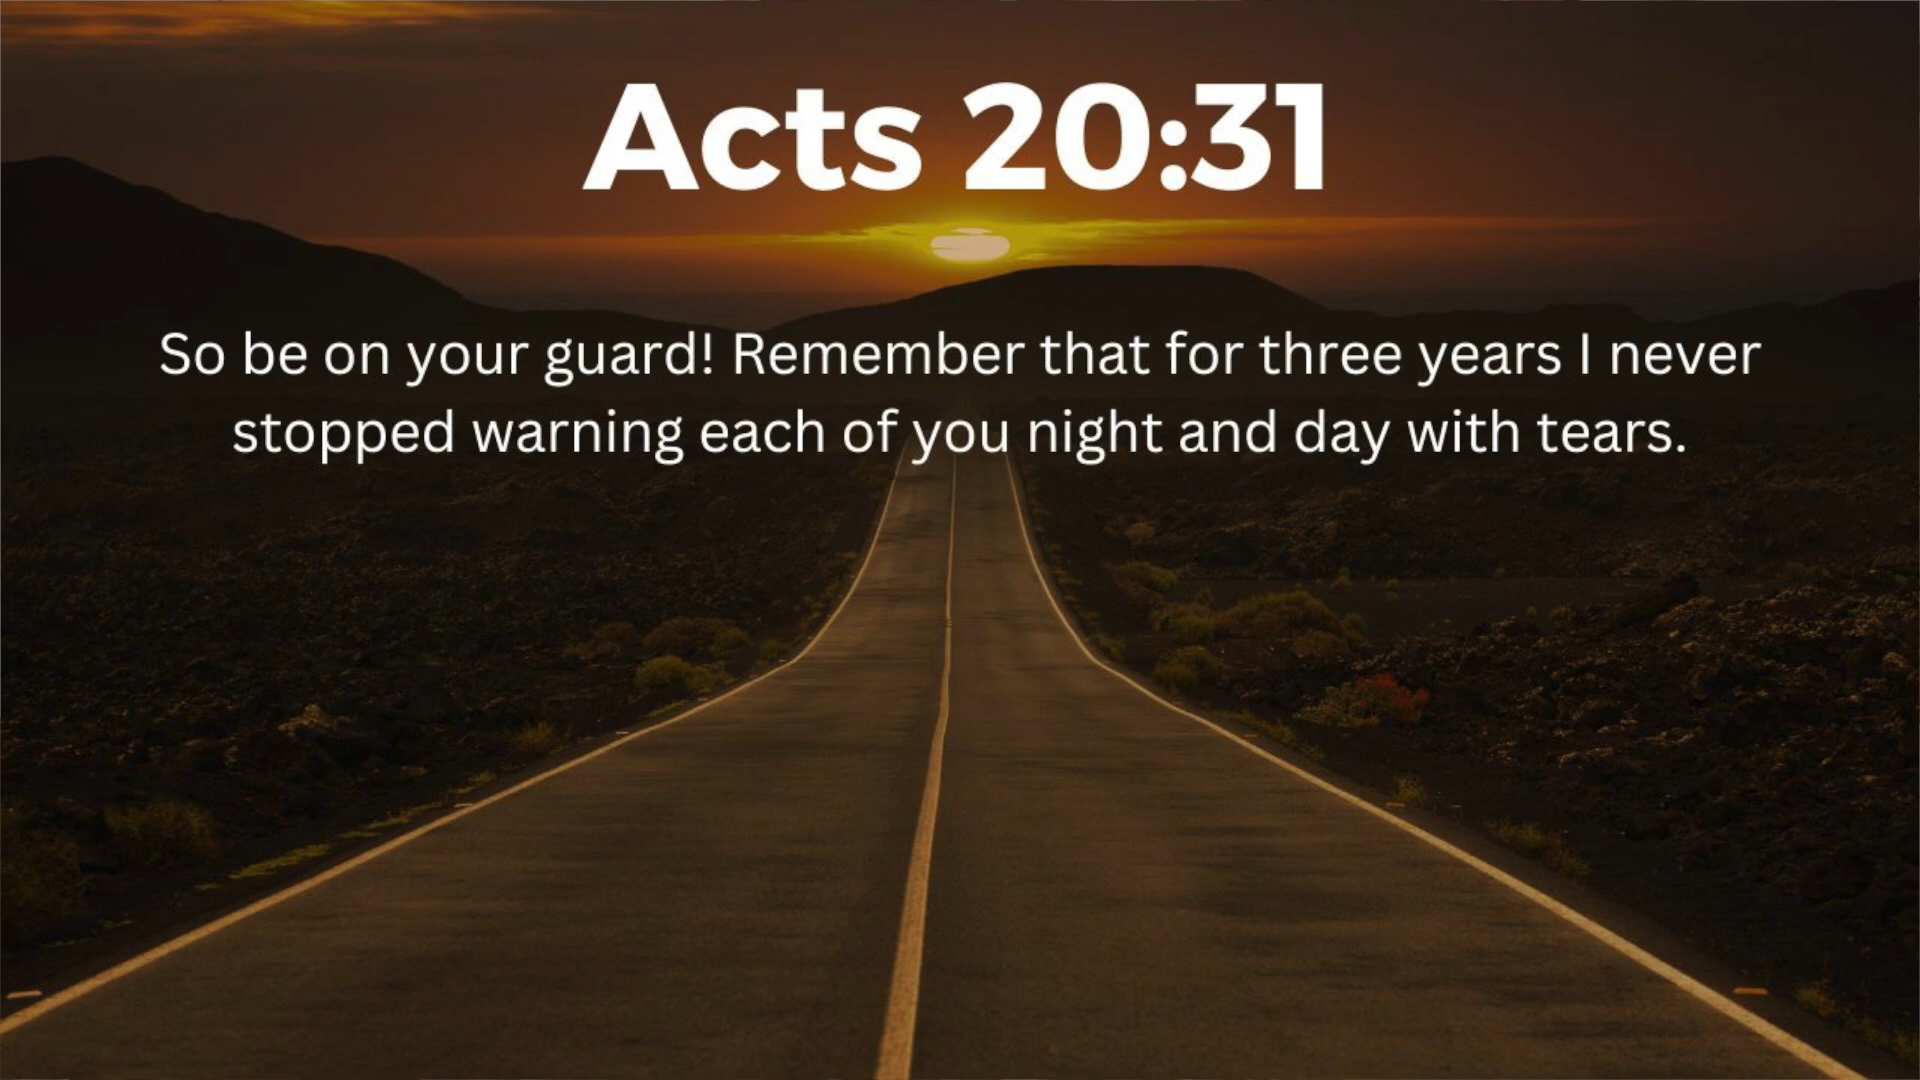 Acts 20:31
So be on your guard! Remember that for three years I never
stopped warning each of you night and day with tears.